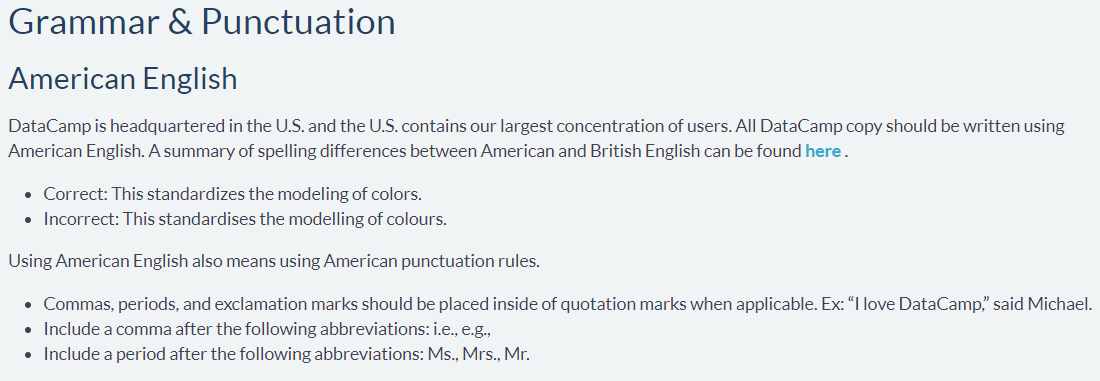 Grammar & Punctuation
American English
DataCamp is headquartered in the U.S. and the U.S. contains our largest concentration of users. All DataCamp copy should be written using
American English. A summary of spelling differences between American and British English can be found here .
• Correct: This standardizes the modeling of colors.
• Incorrect: This standardises the modelling of colours.
Using American English also means using American punctuation rules.
• Commas, periods, and exclamation marks should be placed inside of quotation marks when applicable. Ex: “I love DataCamp,” said Michael.
• Include a comma after the following abbreviations: i.e., e.g.,
• Include a period after the following abbreviations: Ms., Mrs., Mr.